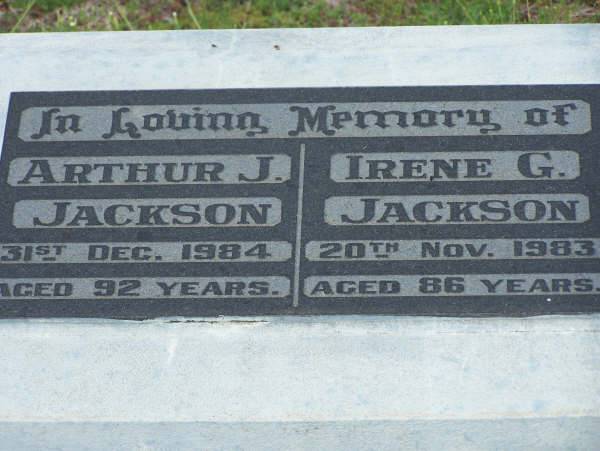 In Loving Memory of
ARTHUR J.
JACKSON
31ST DEC. 1984
AGED 92 YEARS.
IRENE G.
JACKSON
20TH NOV. 1983
AGED 86 YEARS.